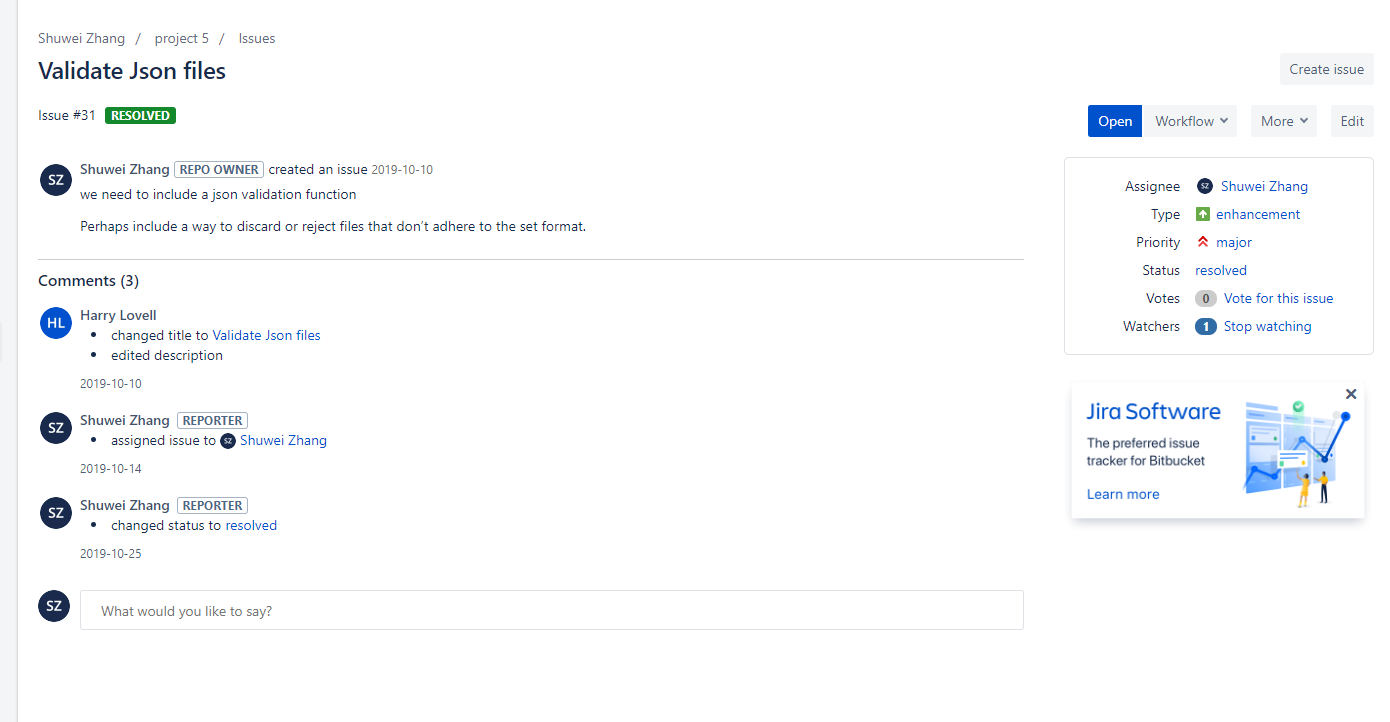 Shuwei Zhang / project 5 / Issues
Validate Json files
Create issue
Issue #31 RESOLVED
Open Workflow More Edit
SZ Shuwei Zhang REPO OWNER created an issue 2019-10-10
we need to include a json validation function
Perhaps include a way to discard or reject files that don’t adhere to the set format.
Assignee SZ Shuwei Zhang
Type enhancement
Priority major
Status resolved
Votes 0 Vote for this issue
Watchers 1 Stop watching
Comments (3)
HL Harry Lovell
• changed title to Validate Json files
• edited description
2019-10-10
SZ Shuwei Zhang REPORTER
• assigned issue to SZ Shuwei Zhang
2019-10-14
SZ Shuwei Zhang REPORTER
• changed status to resolved
2019-10-25
SZ What would you like to say?
Jira Software
The preferred issue
tracker for Bitbucket
Learn more